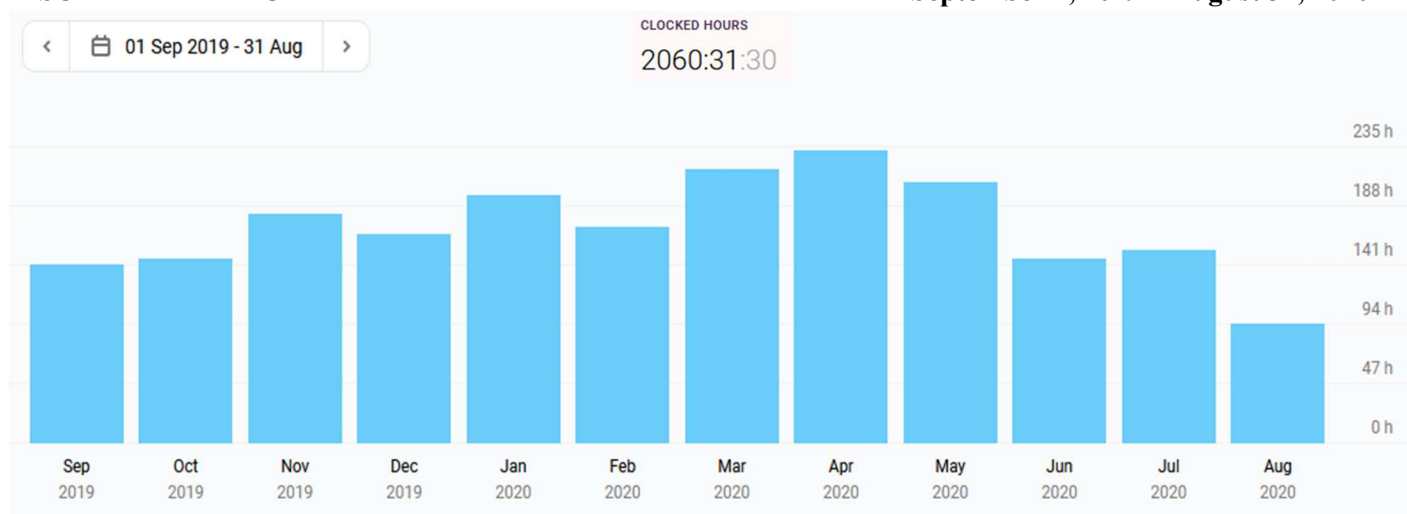 01 Sep 2019 - 31 Aug
CLOCKED HOURS
2060:31:30
235 h
188 h
141 h
94 h
47 h
0 h
Sep Oct Nov Dec Jan Feb Mar Apr May Jun Jul Aug
2019 2019 2019 2019 2020 2020 2020 2020 2020 2020 2020 2020